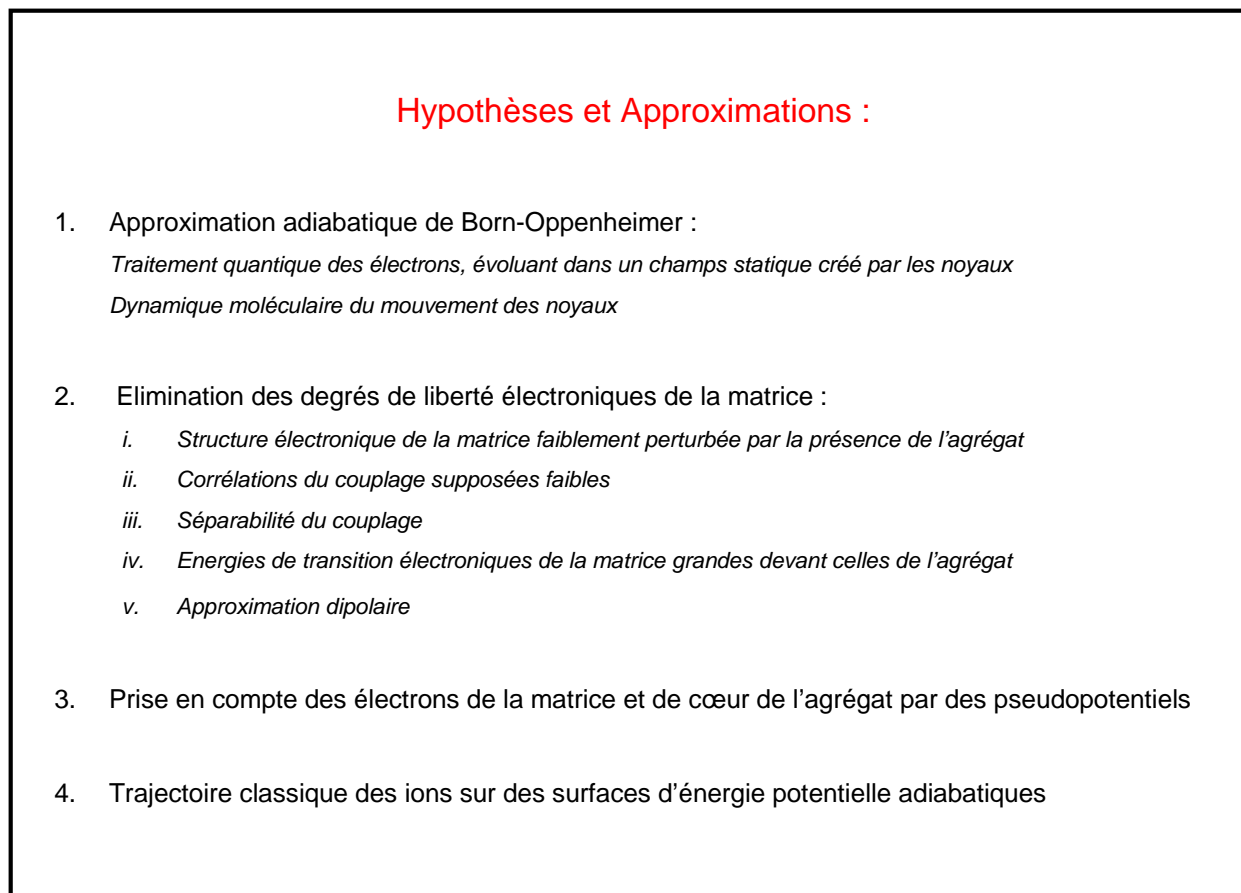 Hypothèses et Approximations :
1. Approximation adiabatique de Born-Oppenheimer :
Traitement quantique des électrons, évoluant dans un champs statique créé par les noyaux
Dynamique moléculaire du mouvement des noyaux
2. Elimination des degrés de liberté électroniques de la matrice :
i. Structure électronique de la matrice faiblement perturbée par la présence de l’agrégat
ii. Corrélations du couplage supposées faibles
iii. Séparabilité du couplage
iv. Energies de transition électroniques de la matrice grandes devant celles de l’agrégat
v. Approximation dipolaire
3. Prise en compte des électrons de la matrice et de cœur de l’agrégat par des pseudopotentiels
4. Trajectoire classique des ions sur des surfaces d’énergie potentielle adiabatiques